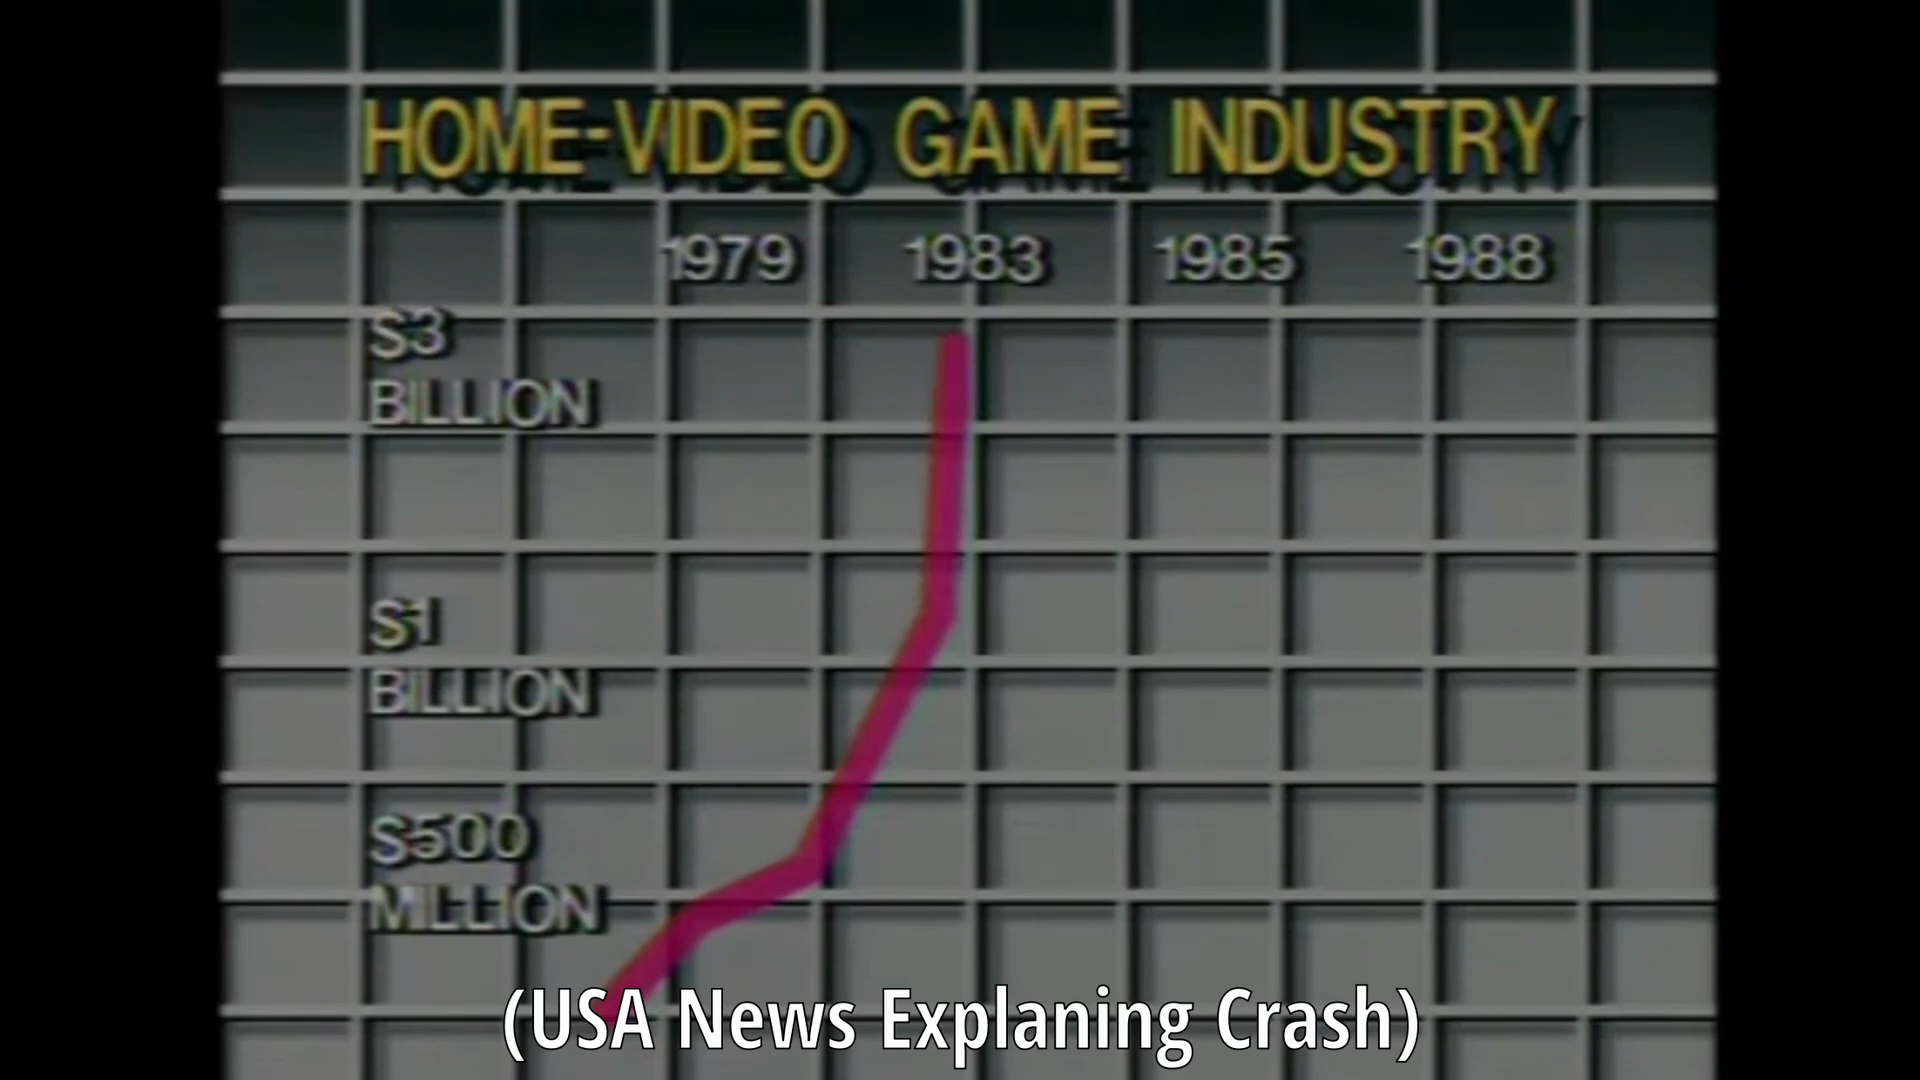 HOME-VIDEO GAME INDUSTRY
1979 1983 1985 1988
$3
BILLION
$1
BILLION
$500
MILLION
(USA News Explaning Crash)